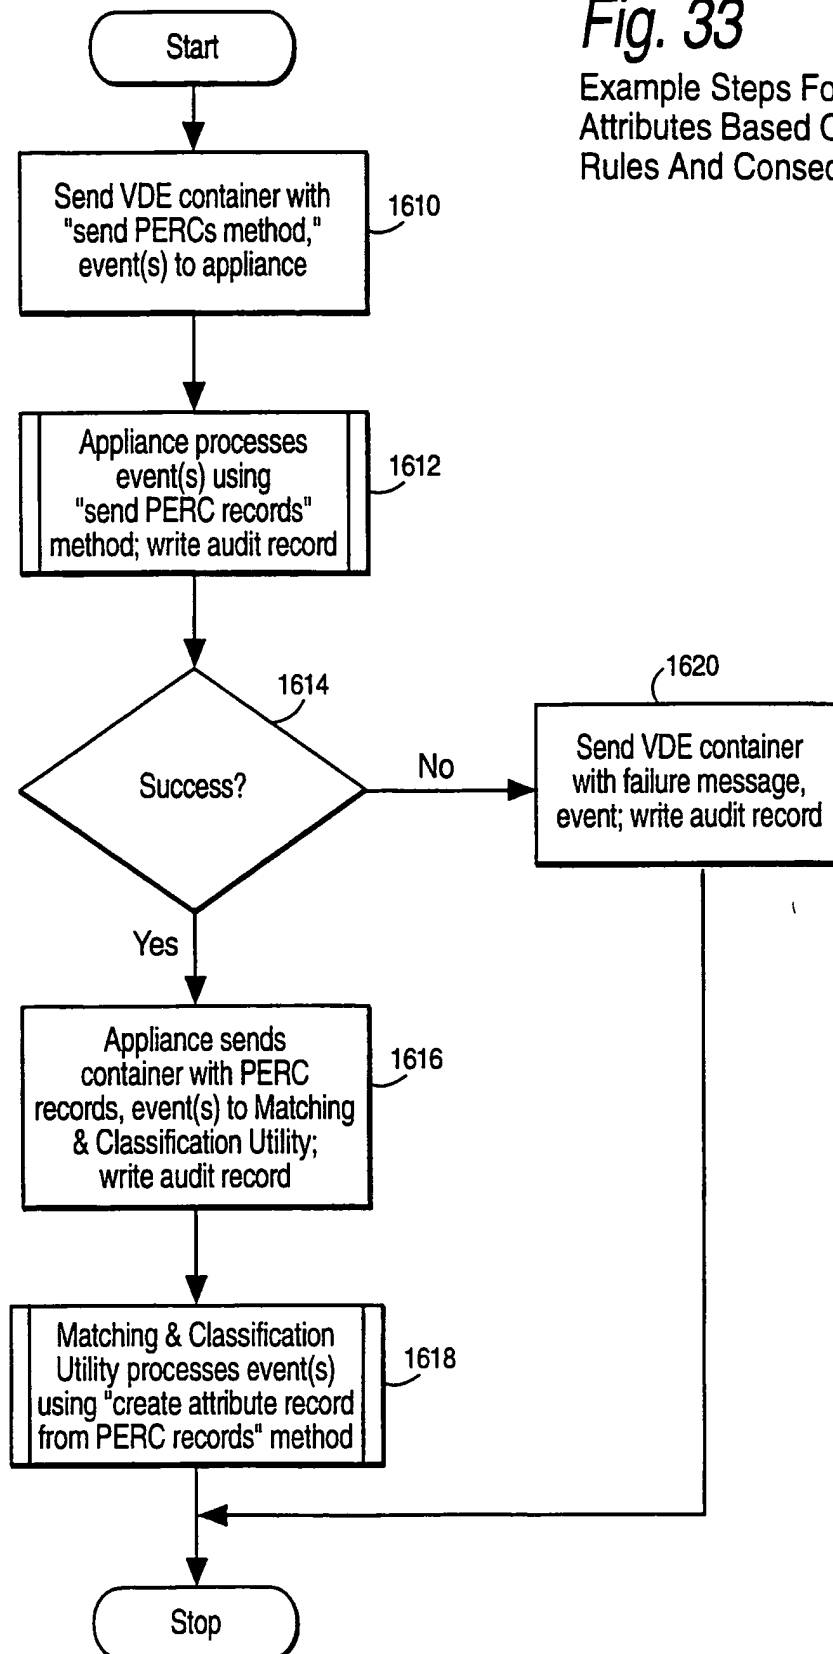 Fig. 33
Example Steps Fo
Attributes Based
Rules And Conseq
Start
Send VDE container with
"send PERCs method,"
event(s) to appliance
1610
Appliance processes
event(s) using
"send PERC records"
method; write audit record
1612
1614
Success?
No
1620
Send VDE container
with failure message,
event; write audit record
Yes
Appliance sends
container with PERC
records, event(s) to Matching
& Classification Utility;
write audit record
1616
Matching & Classification
Utility processes event(s)
using "create attribute record
from PERC records" method
1618
Stop